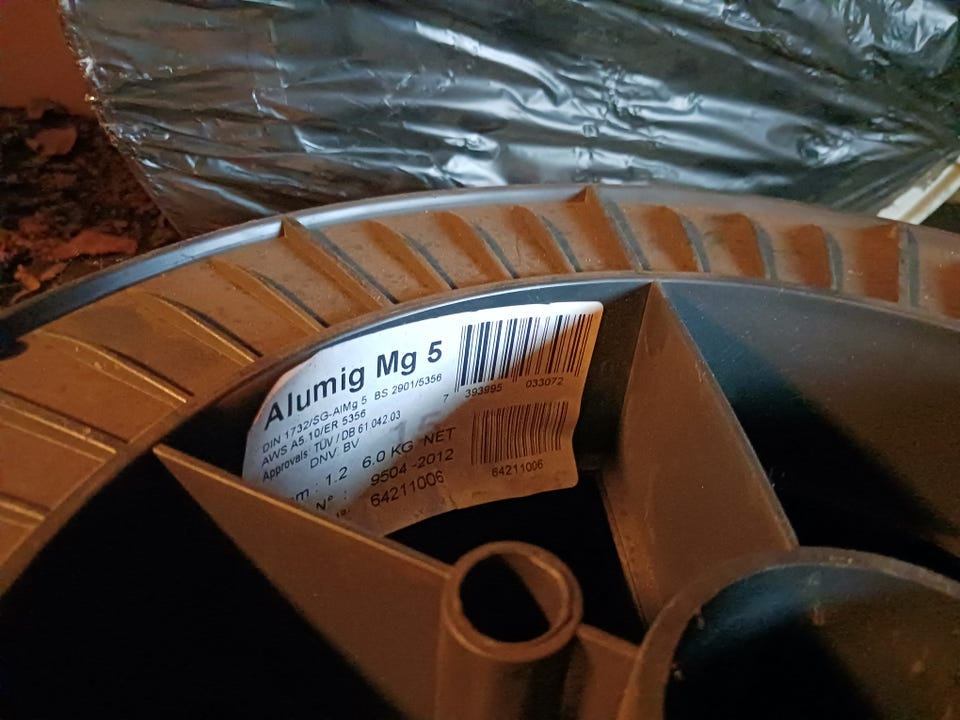 Alumig Mg 5
DIN 1732/SG-AlMg 5 BS 2901/5356
AWS A5.10/ER 5356
Approvals: TÜV / DB 61.042.03
DNV. BV
m : 1.2 6.0 KG NET
N° : 9504-2012
64211006
7 393995 033072
64211006